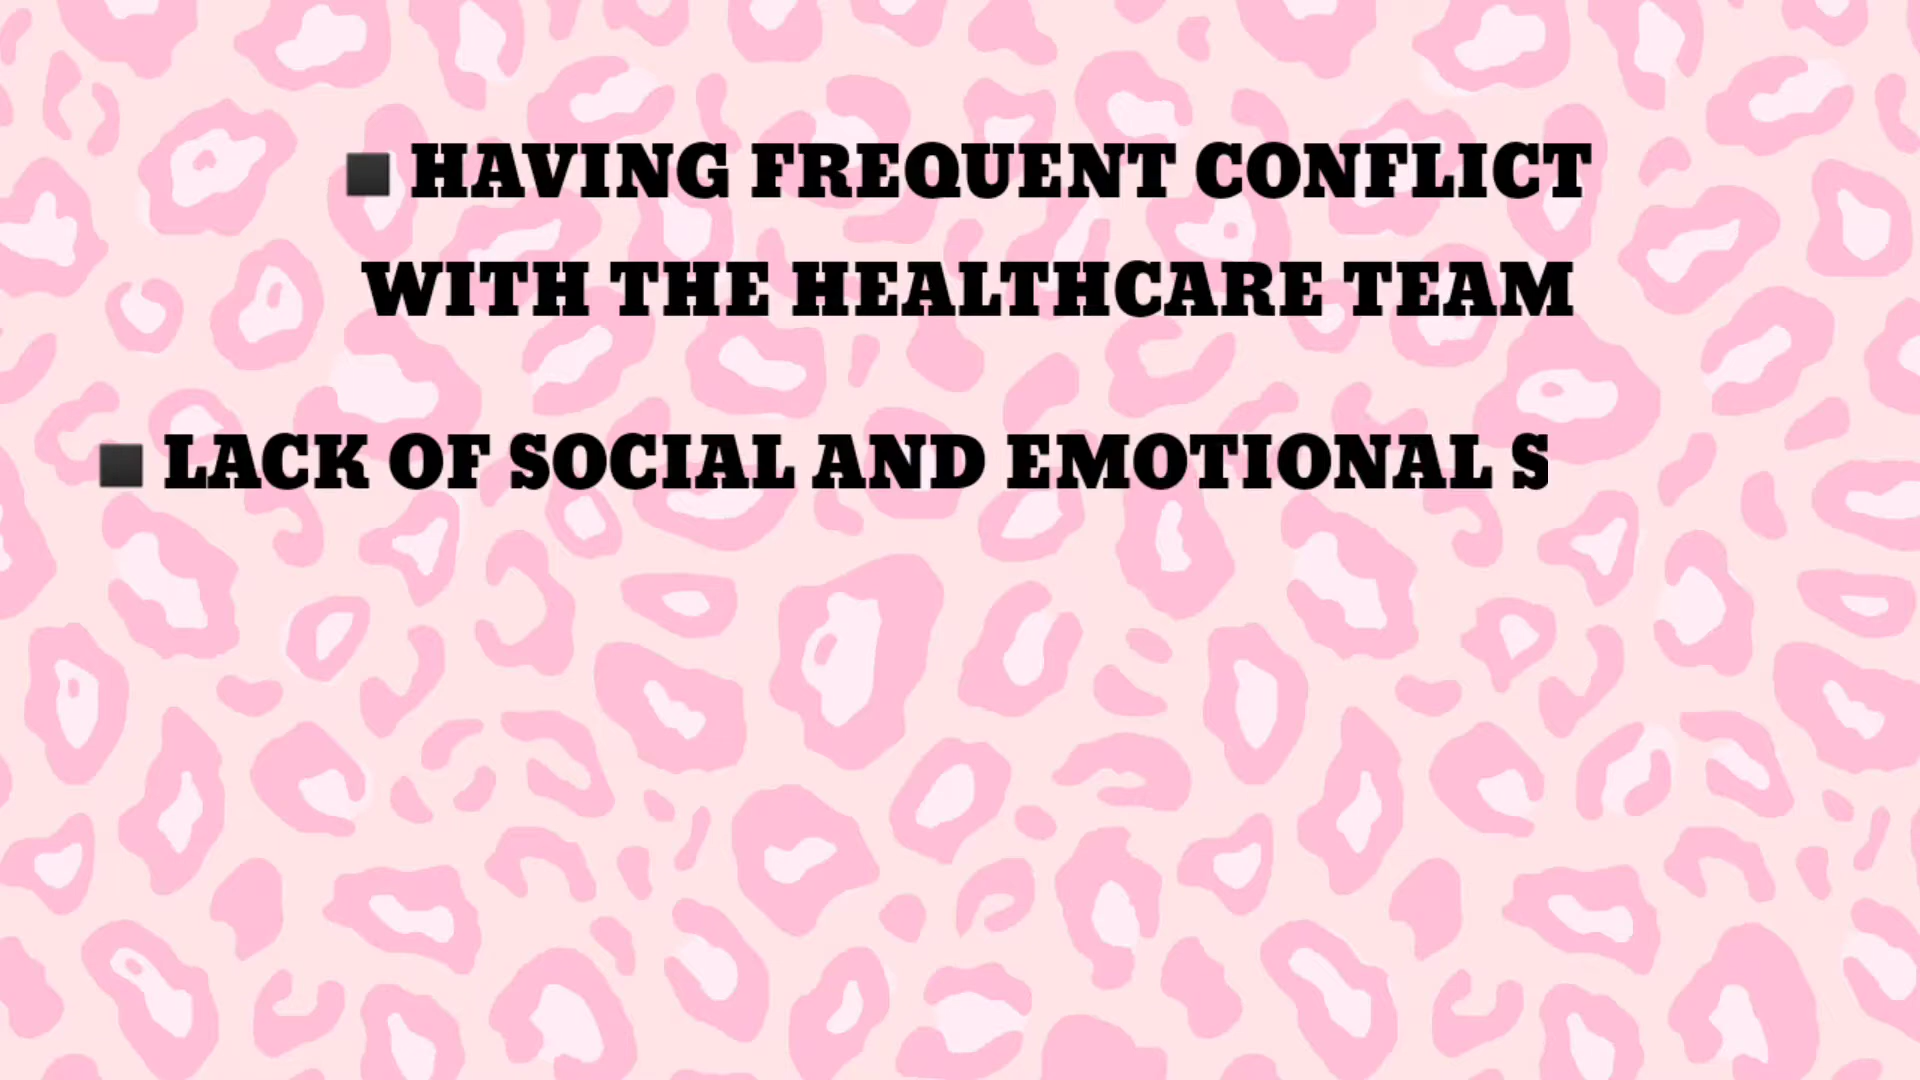 ▪HAVING FREQUENT CONFLICT
WITH THE HEALTHCARE TEAM
▪LACK OF SOCIAL AND EMOTIONAL S